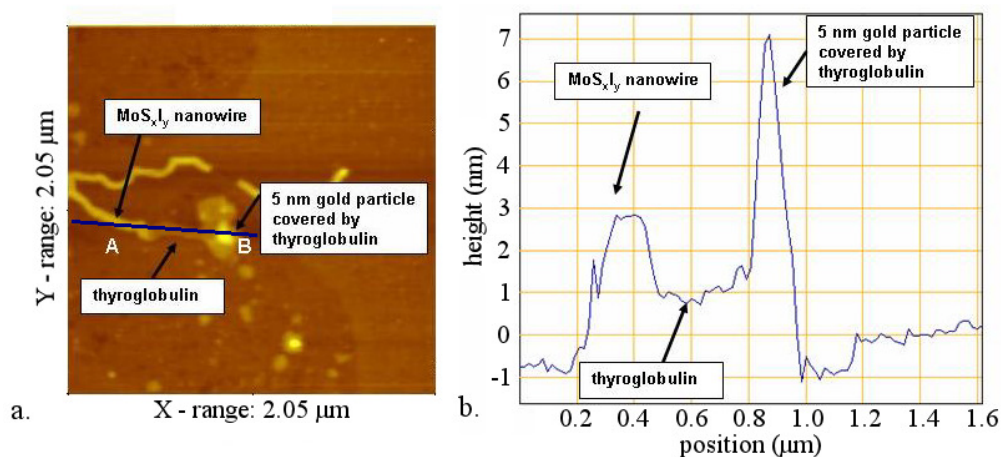 MoSxIy nanowire
5 nm gold particle
covered by
thyroglobulin
A
B
thyroglobulin
Y - range: 2.05 μm
X - range: 2.05 μm
a.
7
6
5
4
3
2
1
0
-1
height (nm)
5 nm gold particle
covered by
thyroglobulin
MoSxIy nanowire
thyroglobulin
0.2 0.4 0.6 0.8 1.0 1.2 1.4 1.6
position (μm)
b.